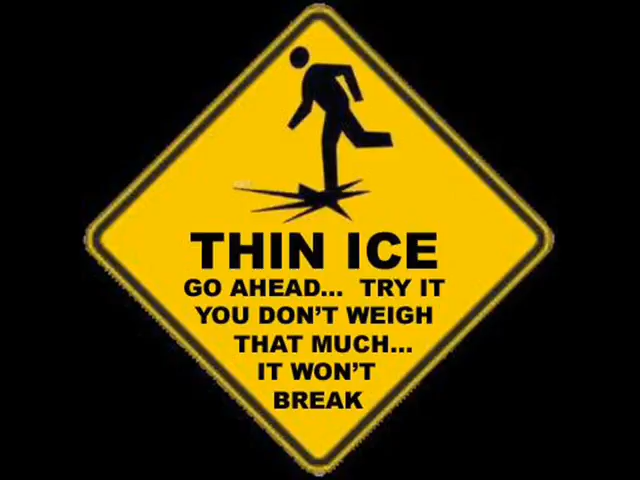 THIN ICE
GO AHEAD... TRY IT
YOU DON'T WEIGH
THAT MUCH...
IT WON'T
BREAK